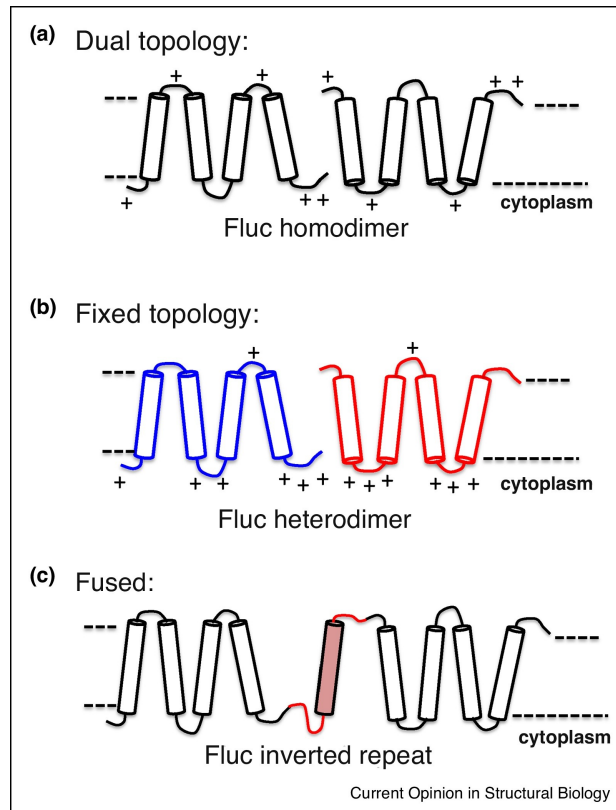 (a) Dual topology:
+ + + + +
+ + + + +
cytoplasm
Fluc homodimer
(b) Fixed topology:
+ +
+ + + + + + + + + + + +
cytoplasm
Fluc heterodimer
(c) Fused:
cytoplasm
Fluc inverted repeat
Current Opinion in Structural Biology